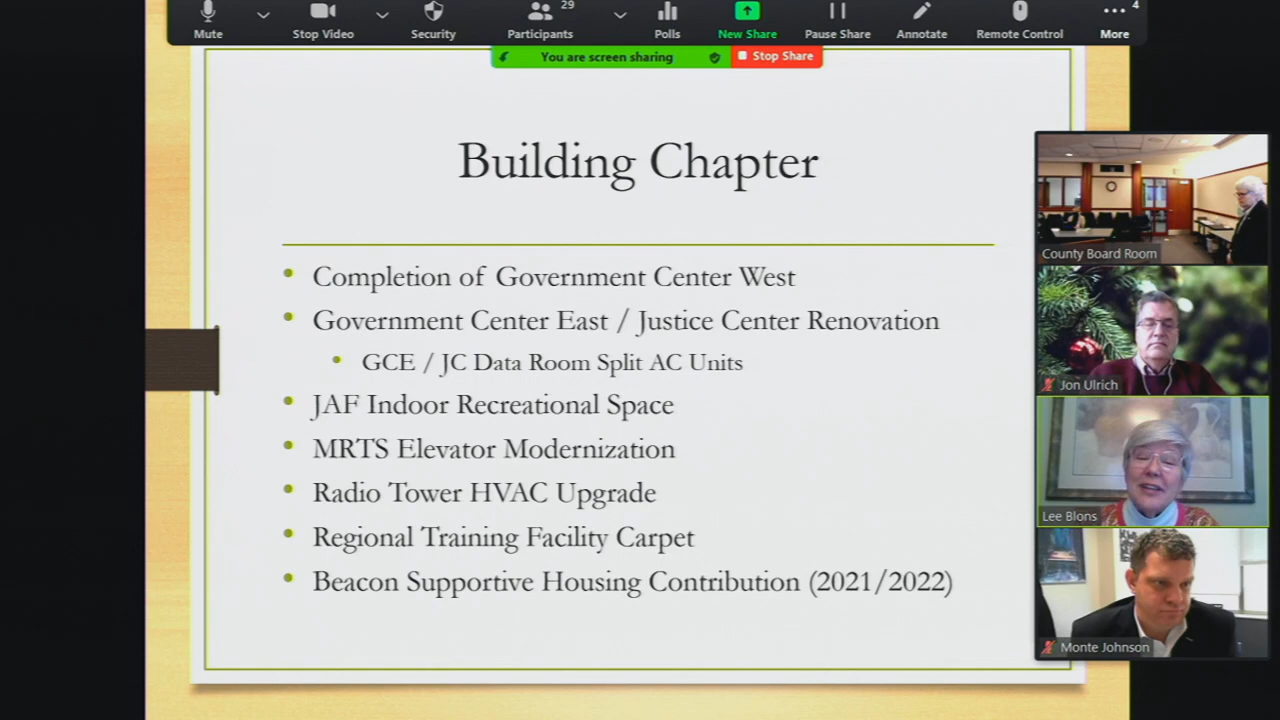 29
4
Mute
Stop Video
Security
Participants
Polls
New Share
Pause Share
Annotate
Remote Control
More
You are screen sharing
Stop Share
Building Chapter
Completion of Government Center West
Government Center East / Justice Center Renovation
GCE / JC Data Room Split AC Units
JAF Indoor Recreational Space
MRTS Elevator Modernization
Radio Tower HVAC Upgrade
Regional Training Facility Carpet
Beacon Supportive Housing Contribution (2021/2022)
County Board Room
Jon Ulrich
Lee Blons
Monte Johnson